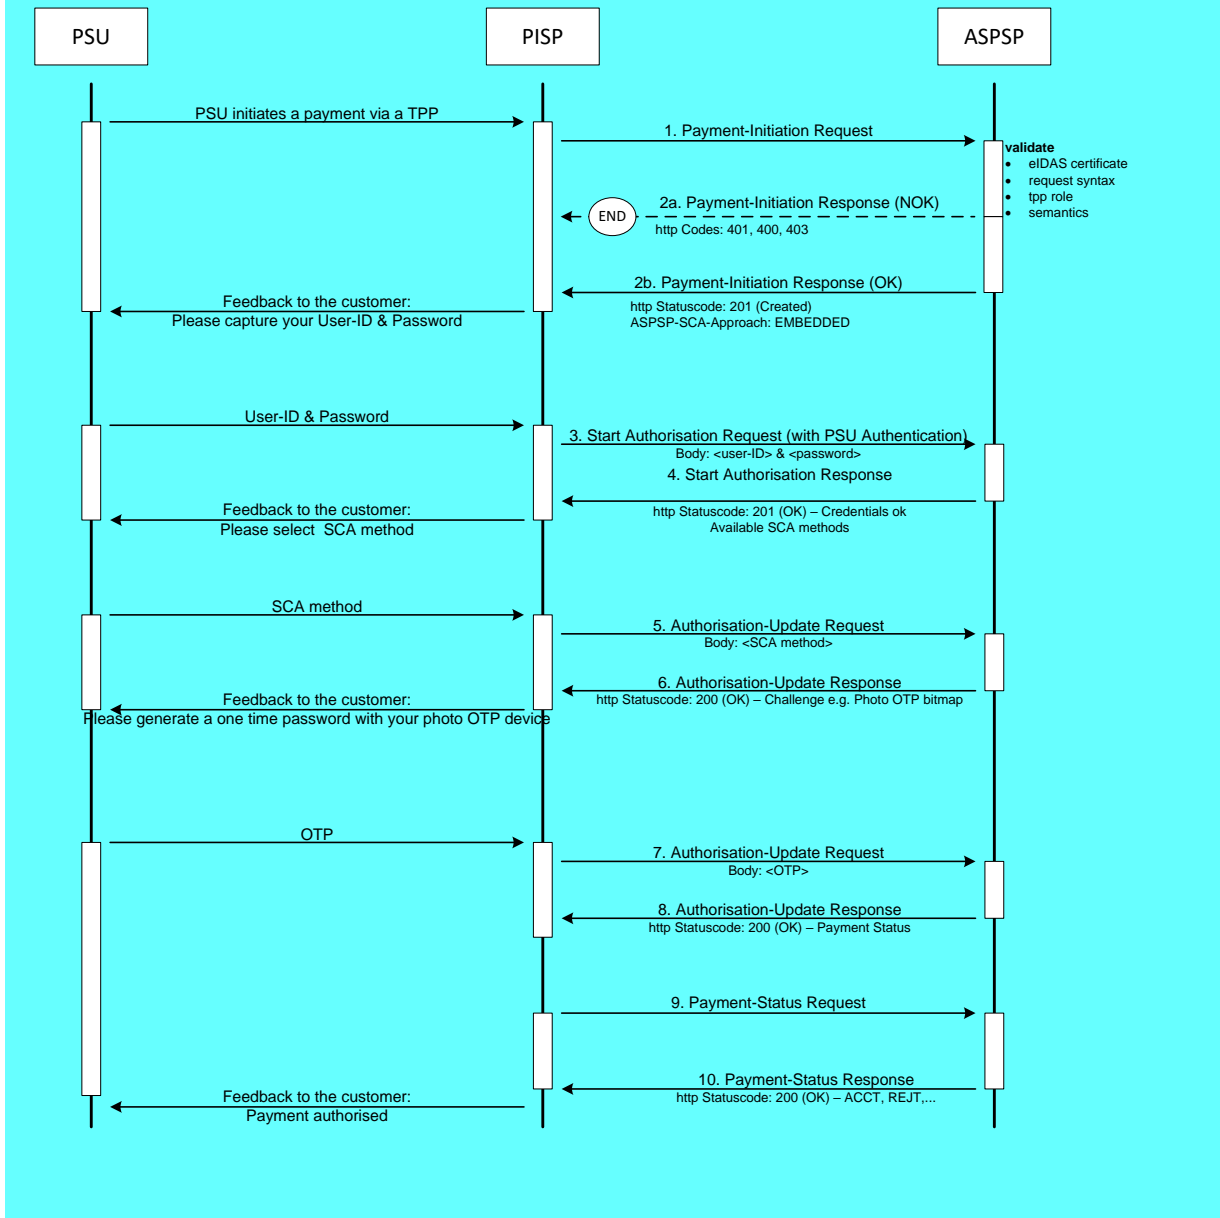 PSU
PISP
ASPSP
PSU initiates a payment via a TPP
1. Payment-Initiation Request
validate
• eIDAS certificate
• request syntax
• tpp role
• semantics
2a. Payment-Initiation Response (NOK)
END
http Codes: 401, 400, 403
2b. Payment-Initiation Response (OK)
http Statuscode: 201 (Created)
ASPSP-SCA-Approach: EMBEDDED
Feedback to the customer:
Please capture your User-ID & Password
User-ID & Password
3. Start Authorisation Request (with PSU Authentication)
Body: <user-ID> & <password>
4. Start Authorisation Response
http Statuscode: 201 (OK) – Credentials ok
Available SCA methods
Feedback to the customer:
Please select  SCA method
SCA method
5. Authorisation-Update Request
Body: <SCA method>
6. Authorisation-Update Response
http Statuscode: 200 (OK) – Challenge e.g. Photo OTP bitmap
Feedback to the customer:
Please generate a one time password with your photo OTP device
OTP
7. Authorisation-Update Request
Body: <OTP>
8. Authorisation-Update Response
http Statuscode: 200 (OK) – Payment Status
9. Payment-Status Request
10. Payment-Status Response
http Statuscode: 200 (OK) – ACCT, REJT,...
Feedback to the customer:
Payment authorised